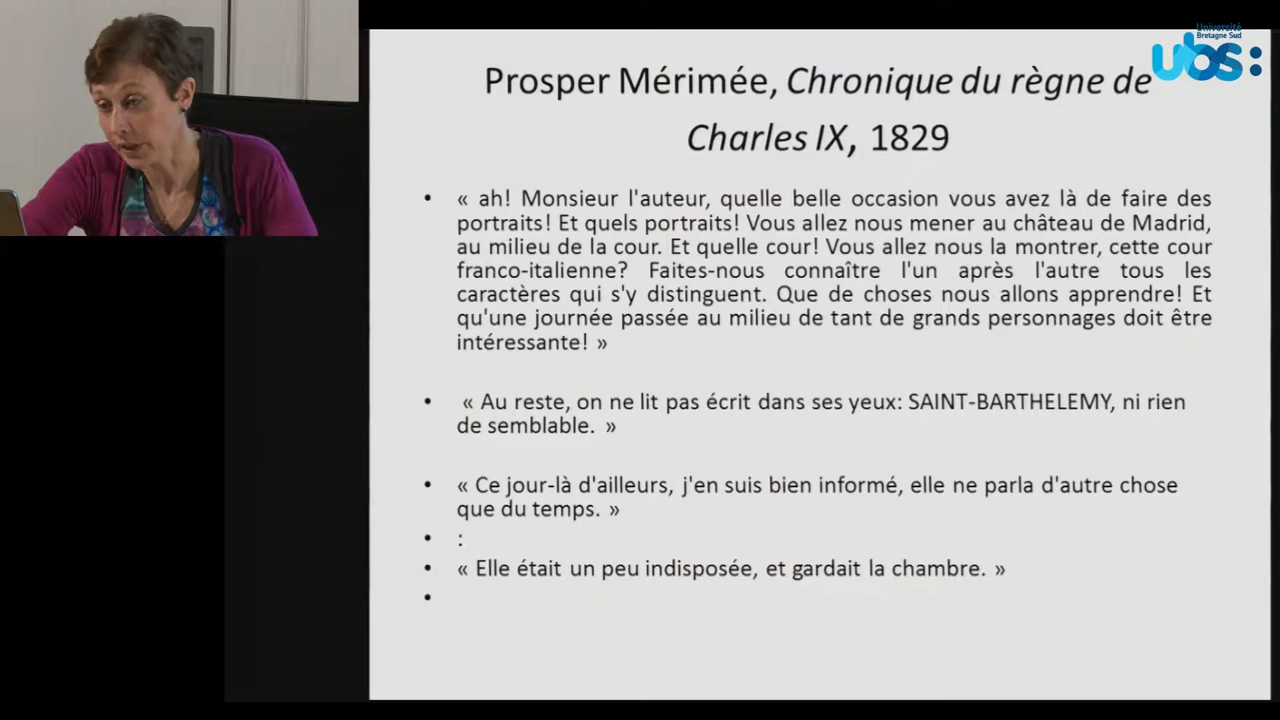 Université
Bretagne Sud
ubs:
Prosper Mérimée, Chronique du règne de
Charles IX, 1829
• « ah! Monsieur l'auteur, quelle belle occasion vous avez là de faire des
portraits! Et quels portraits! Vous allez nous mener au château de Madrid,
au milieu de la cour. Et quelle cour! Vous allez nous la montrer, cette cour
franco-italienne? Faites-nous connaître l'un après l'autre tous les
caractères qui s'y distinguent. Que de choses nous allons apprendre! Et
qu'une journée passée au milieu de tant de grands personnages doit être
intéressante! »
• « Au reste, on ne lit pas écrit dans ses yeux: SAINT-BARTHELEMY, ni rien
de semblable. »
• « Ce jour-là d'ailleurs, j'en suis bien informé, elle ne parla d'autre chose
que du temps. »
• :
• « Elle était un peu indisposée, et gardait la chambre. »
•